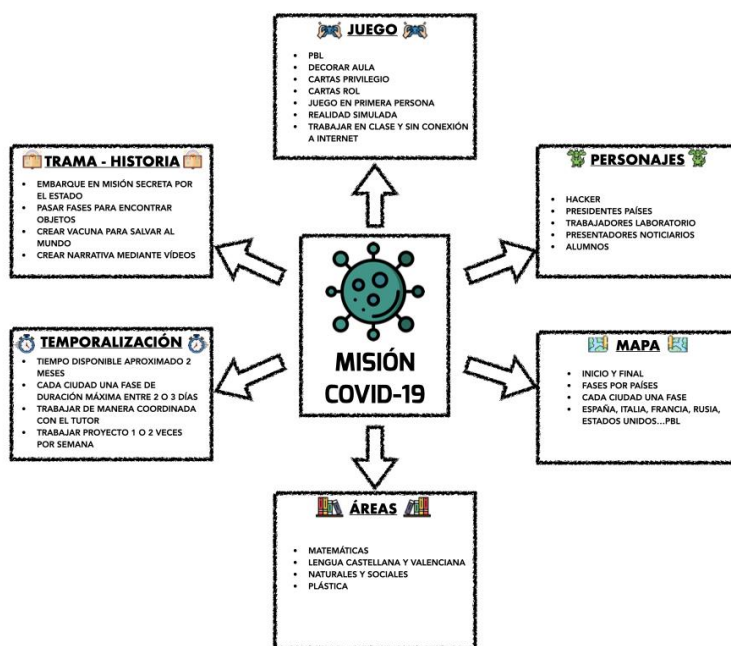 JUEGO
• PBL
• DECORAR AULA
• CARTAS PRIVILEGIO
• CARTAS ROL
• JUEGO EN PRIMERA PERSONA
• REALIDAD SIMULADA
• TRABAJAR EN CLASE Y SIN CONEXIÓN
A INTERNET
TRAMA - HISTORIA
• EMBARQUE EN MISIÓN SECRETA POR
EL ESTADO
• PASAR FASES PARA ENCONTRAR
OBJETOS
• CREAR VACUNA PARA SALVAR AL
MUNDO
• CREAR NARRATIVA MEDIANTE VÍDEOS
PERSONAJES
• HACKER
• PRESIDENTES PAÍSES
• TRABAJADORES LABORATORIO
• PRESENTADORES NOTICIARIOS
• ALUMNOS
MISIÓN
COVID-19
TEMPORALIZACIÓN
• TIEMPO DISPONIBLE APROXIMADO 2
MESES
• CADA CIUDAD UNA FASE DE
DURACIÓN MÁXIMA ENTRE 2 O 3 DÍAS
• TRABAJAR DE MANERA COORDINADA
CON EL TUTOR
• TRABAJAR PROYECTO 1 O 2 VECES
POR SEMANA
MAPA
• INICIO Y FINAL
• FASES POR PAÍSES
• CADA CIUDAD UNA FASE
• ESPAÑA, ITALIA, FRANCIA, RUSIA,
ESTADOS UNIDOS...PBL
ÁREAS
• MATEMÁTICAS
• LENGUA CASTELLANA Y VALENCIANA
• NATURALES Y SOCIALES
• PLÁSTICA